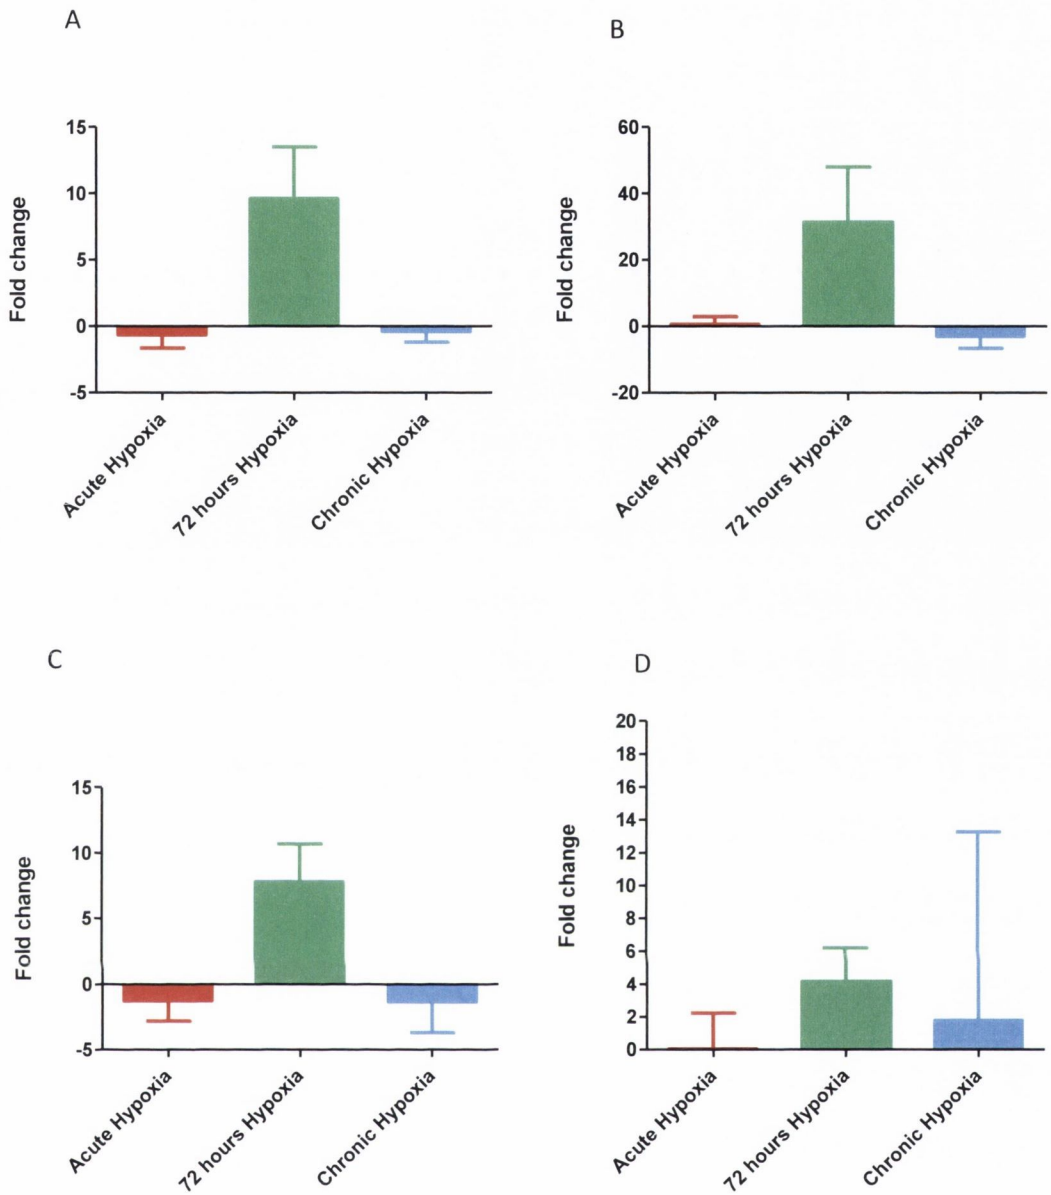 A
Fold change
15
10
5
0
-5
Acute Hypoxia
72 hours Hypoxia
Chronic Hypoxia
B
Fold change
60
40
20
0
-20
Acute Hypoxia
72 hours Hypoxia
Chronic Hypoxia
C
Fold change
15
10
5
0
-5
Acute Hypoxia
72 hours Hypoxia
Chronic Hypoxia
D
Fold change
20
18
16
14
12
10
8
6
4
2
0
Acute Hypoxia
72 hours Hypoxia
Chronic Hypoxia